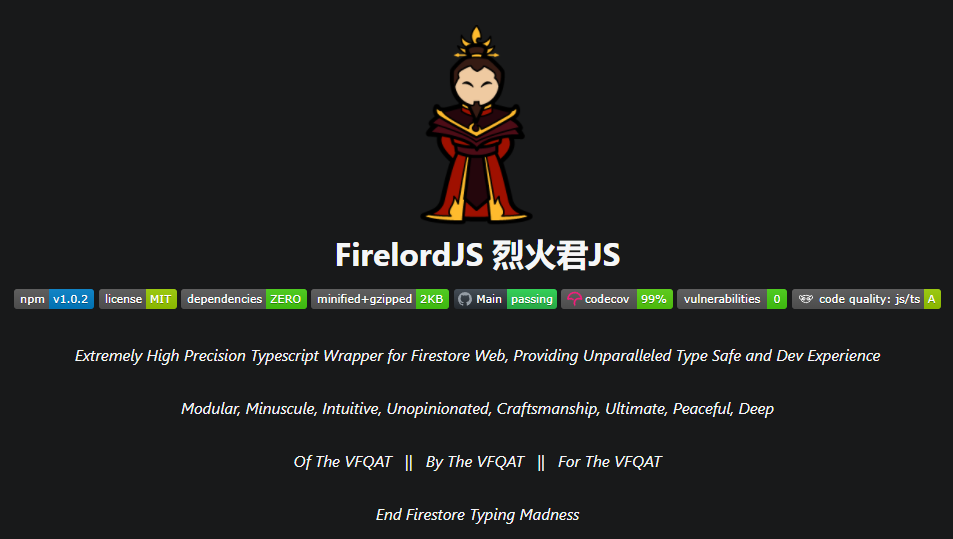 FirelordJS 烈火君JS
npm v1.0.2 license MIT dependencies ZERO minified+gzipped 2KB Main passing codecov 99% vulnerabilities 0 code quality: js/ts A
Extremely High Precision Typescript Wrapper for Firestore Web, Providing Unparalleled Type Safe and Dev Experience
Modular, Minuscule, Intuitive, Unopinionated, Craftsmanship, Ultimate, Peaceful, Deep
Of The VFQAT || By The VFQAT || For The VFQAT
End Firestore Typing Madness